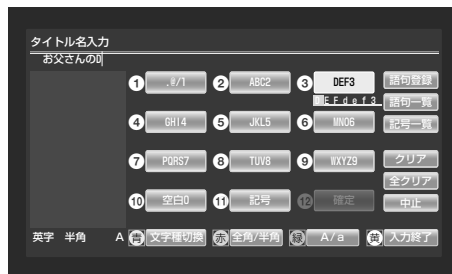 タイトル名入力
お父さんのD
① .@/1 ② ABC2 ③ DEF3 語句登録
DEFdef3 語句一覧
④ GHI4 ⑤ JKL5 ⑥ MNO6 記号一覧
⑦ PQRS7 ⑧ TUV8 ⑨ WXYZ9 クリア
全クリア
⑩ 空白0 ⑪ 記号 ⑫ 確定 中止
英字 半角 A 青 文字種切換 赤 全角/半角 緑 A/a 黄 入力終了